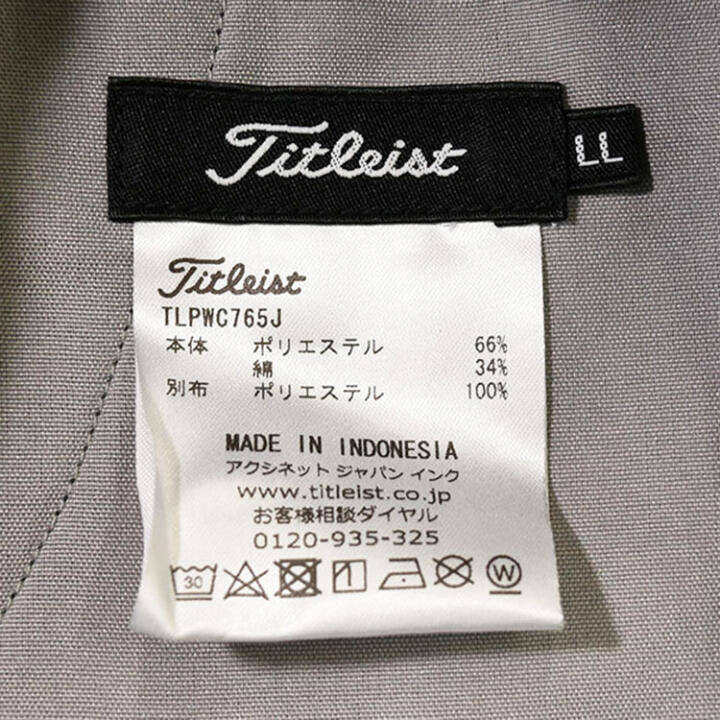 Titleist
LL
Titleist
TLPWC765J
本体 ポリエステル 66%
綿 34%
別布 ポリエステル 100%
MADE IN INDONESIA
アクシネット ジャパン インク
www.titleist.co.jp
お客様相談ダイヤル
0120-935-325
30
W